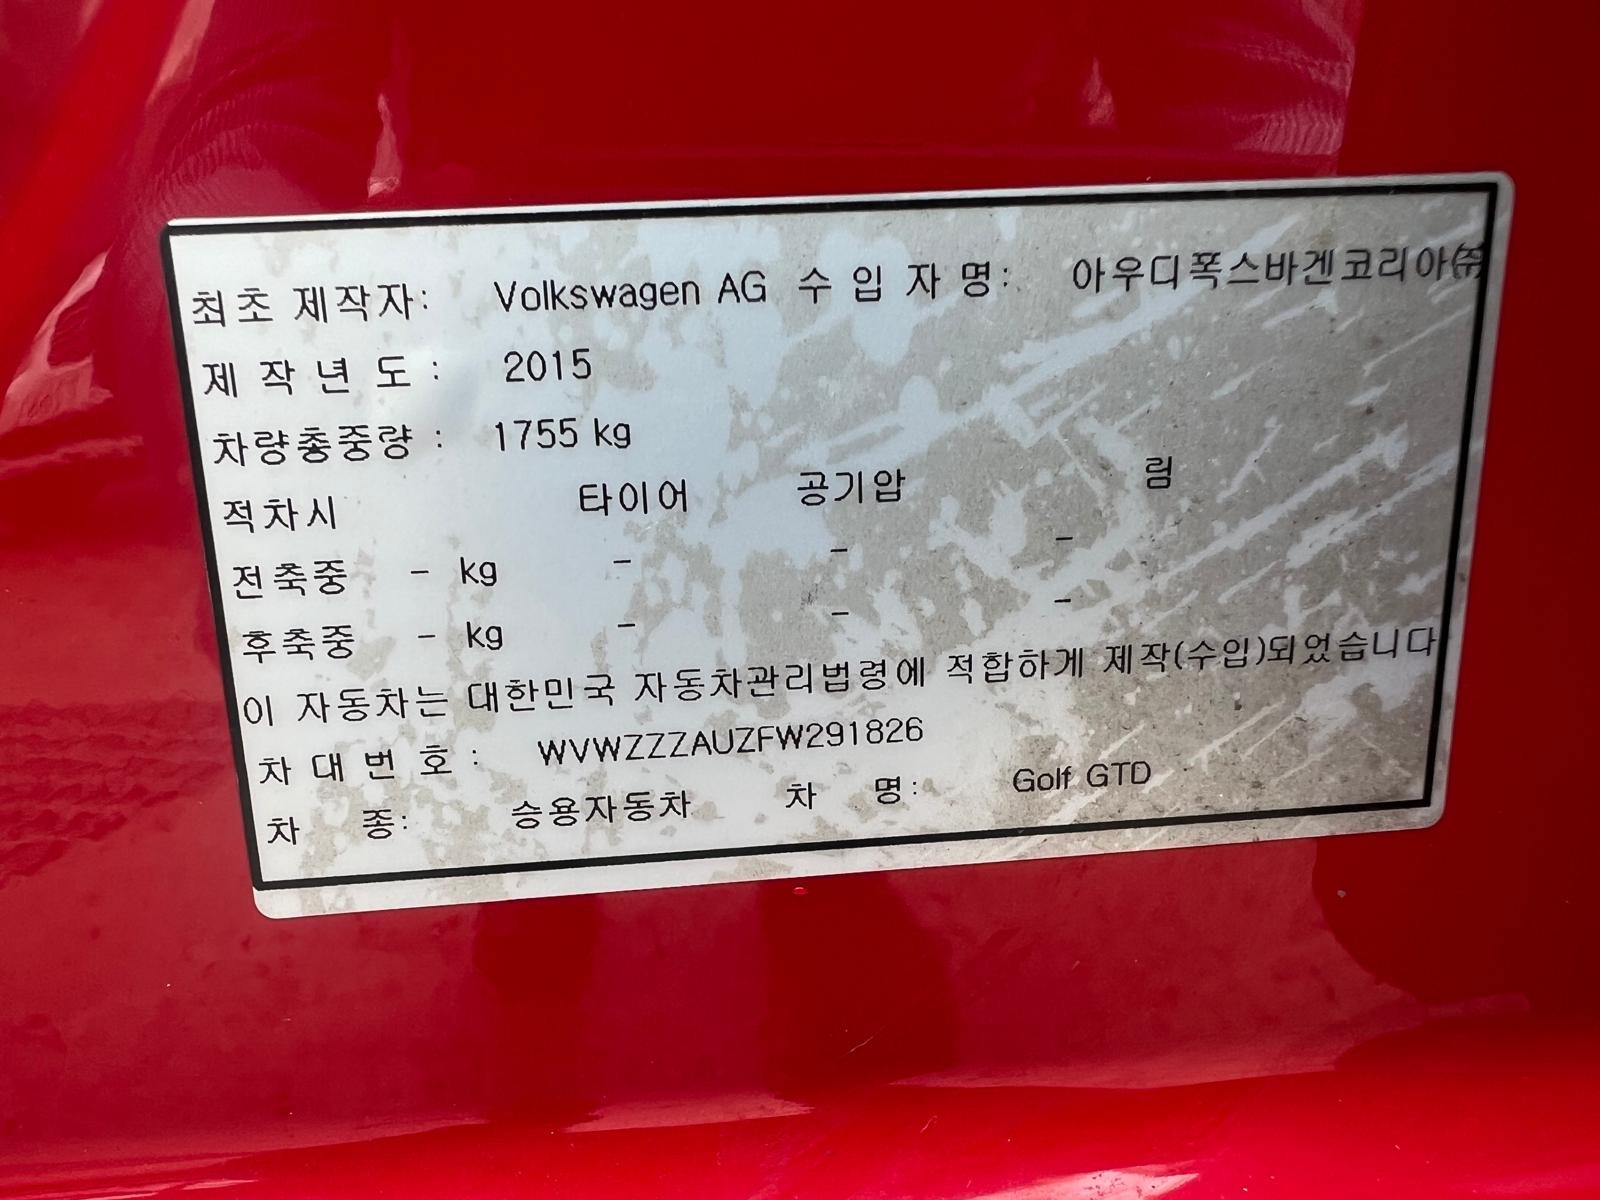 최초 제작자: Volkswagen AG 수 입 자 명: 아우디폭스바겐코리아㈜
제 작 년 도 : 2015
차량총중량 : 1755 kg
적차시 타이어 공기압 림
전축중 - kg - - -
후축중 - kg - - -
이 자동차는 대한민국 자동차관리법령에 적합하게 제작(수입)되었습니다
차 대 번 호 : WVWZZZAUZFW291826
차 종: 승용자동차 차 명: Golf GTD